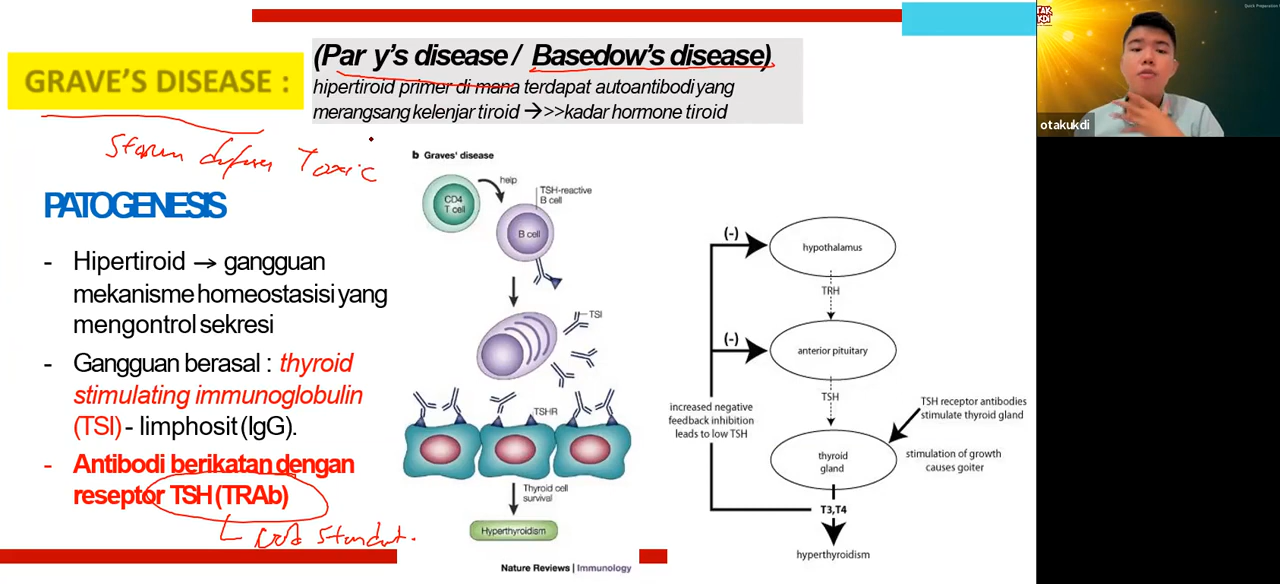 GRAVE'S DISEASE :
(Par y's disease / Basedow's disease)
hipertiroid primer di mana terdapat autoantibodi yang
merangsang kelenjar tiroid → >>kadar hormone tiroid
Toxic
PATOGENESIS
- Hipertiroid → gangguan
mekanisme homeostasisi yang
mengontrol sekresi
- Gangguan berasal : thyroid
stimulating immunoglobulin
(TSI) - limphosit (IgG).
- Antibodi berikatan dengan
reseptor TSH (TRAb)
b Graves' disease
CD4
T cell
help
TSH-reactive
B cell
B cell
TSI
TSHR
Thyroid cell
survival
Hyperthyroidism
Nature Reviews | Immunology
(-)
hypothalamus
TRH
(-)
anterior pituitary
TSH
increased negative
feedback inhibition
leads to low TSH
TSH receptor antibodies
stimulate thyroid gland
thyroid
gland
stimulation of growth
causes goiter
T3,T4
hyperthyroidism
otakukdi